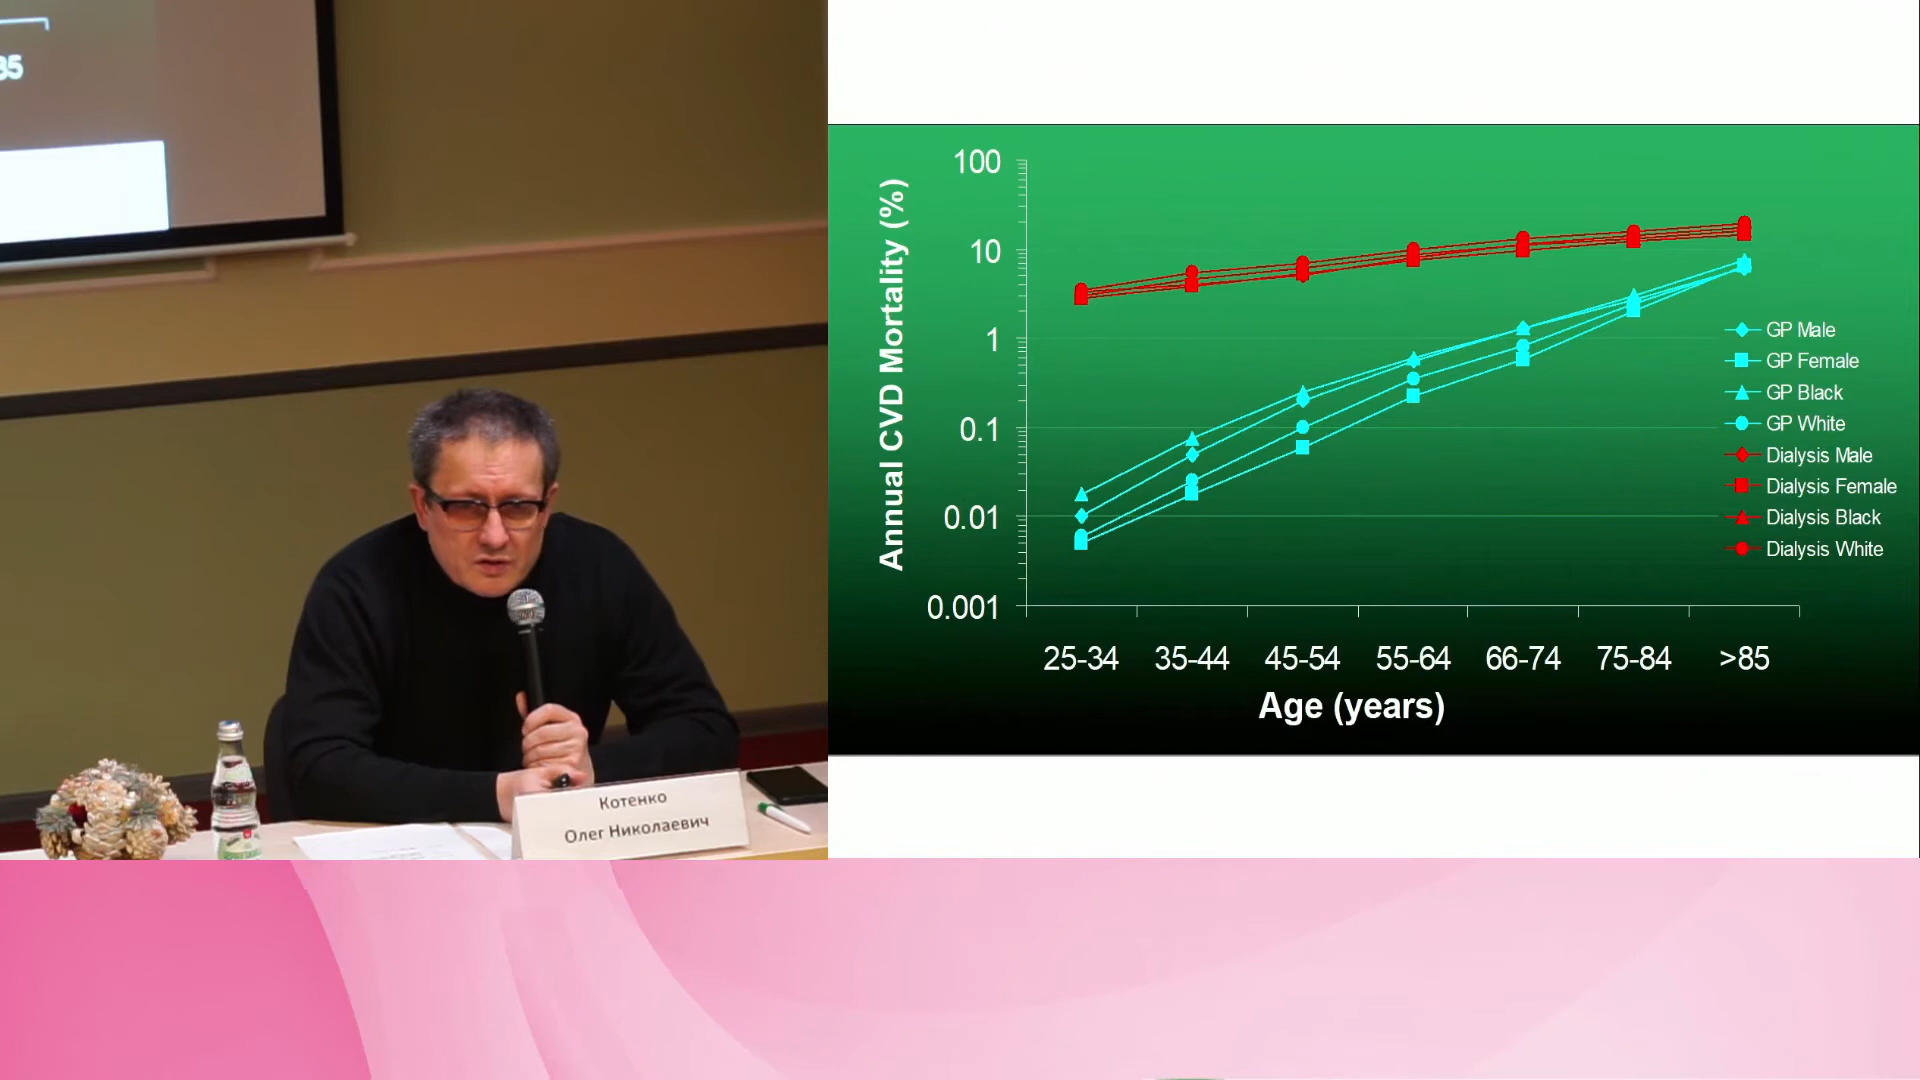 85
Котенко
Олег Николаевич
Annual CVD Mortality (%)
100
10
1
0.1
0.01
0.001
25-34 35-44 45-54 55-64 66-74 75-84 >85
Age (years)
GP Male
GP Female
GP Black
GP White
Dialysis Male
Dialysis Female
Dialysis Black
Dialysis White